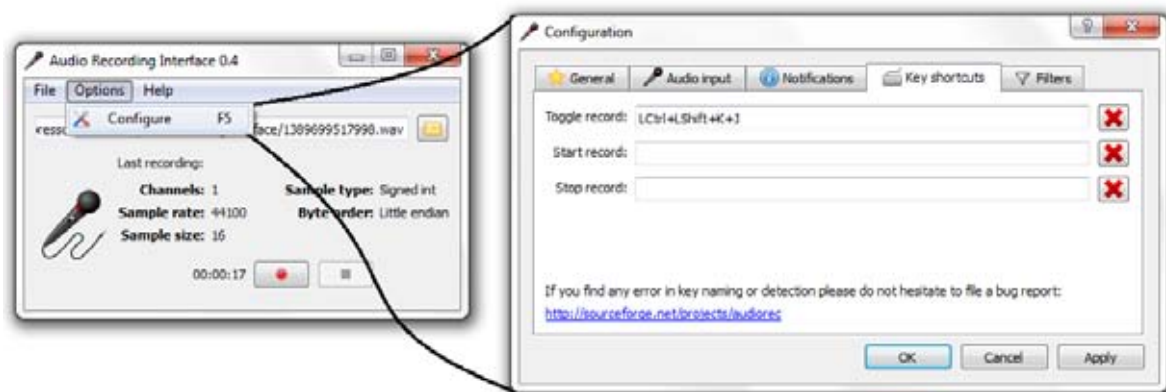 Audio Recording Interface 0.4
File Options Help
Configure F5
face/1389699517998.wav
Last recording:
Channels: 1 Sample type: Signed int
Sample rate: 44100 Byte order: Little endian
Sample size: 16
00:00:17
Configuration
General Audio input Notifications Key shortcuts Filters
Toggle record: LCtrl+LShift+K+J
Start record:
Stop record:
If you find any error in key naming or detection please do not hesitate to file a bug report:
http://sourceforge.net/projects/audiorec
OK Cancel Apply